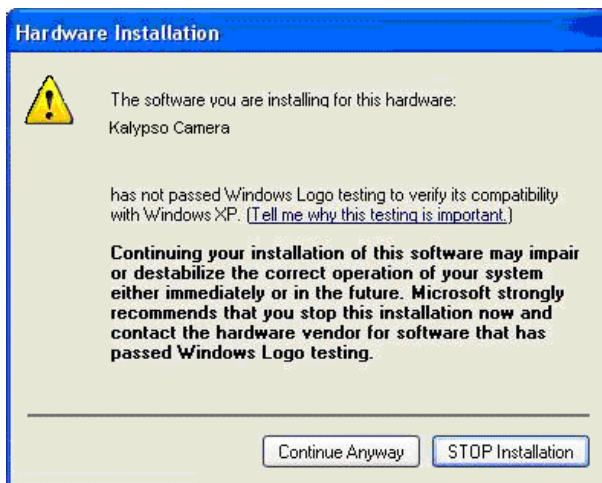 Hardware Installation
The software you are installing for this hardware:
Kalypso Camera
has not passed Windows Logo testing to verify its compatibility
with Windows XP. (Tell me why this testing is important.)
Continuing your installation of this software may impair
or destabilize the correct operation of your system
either immediately or in the future. Microsoft strongly
recommends that you stop this installation now and
contact the hardware vendor for software that has
passed Windows Logo testing.
Continue Anyway
STOP Installation